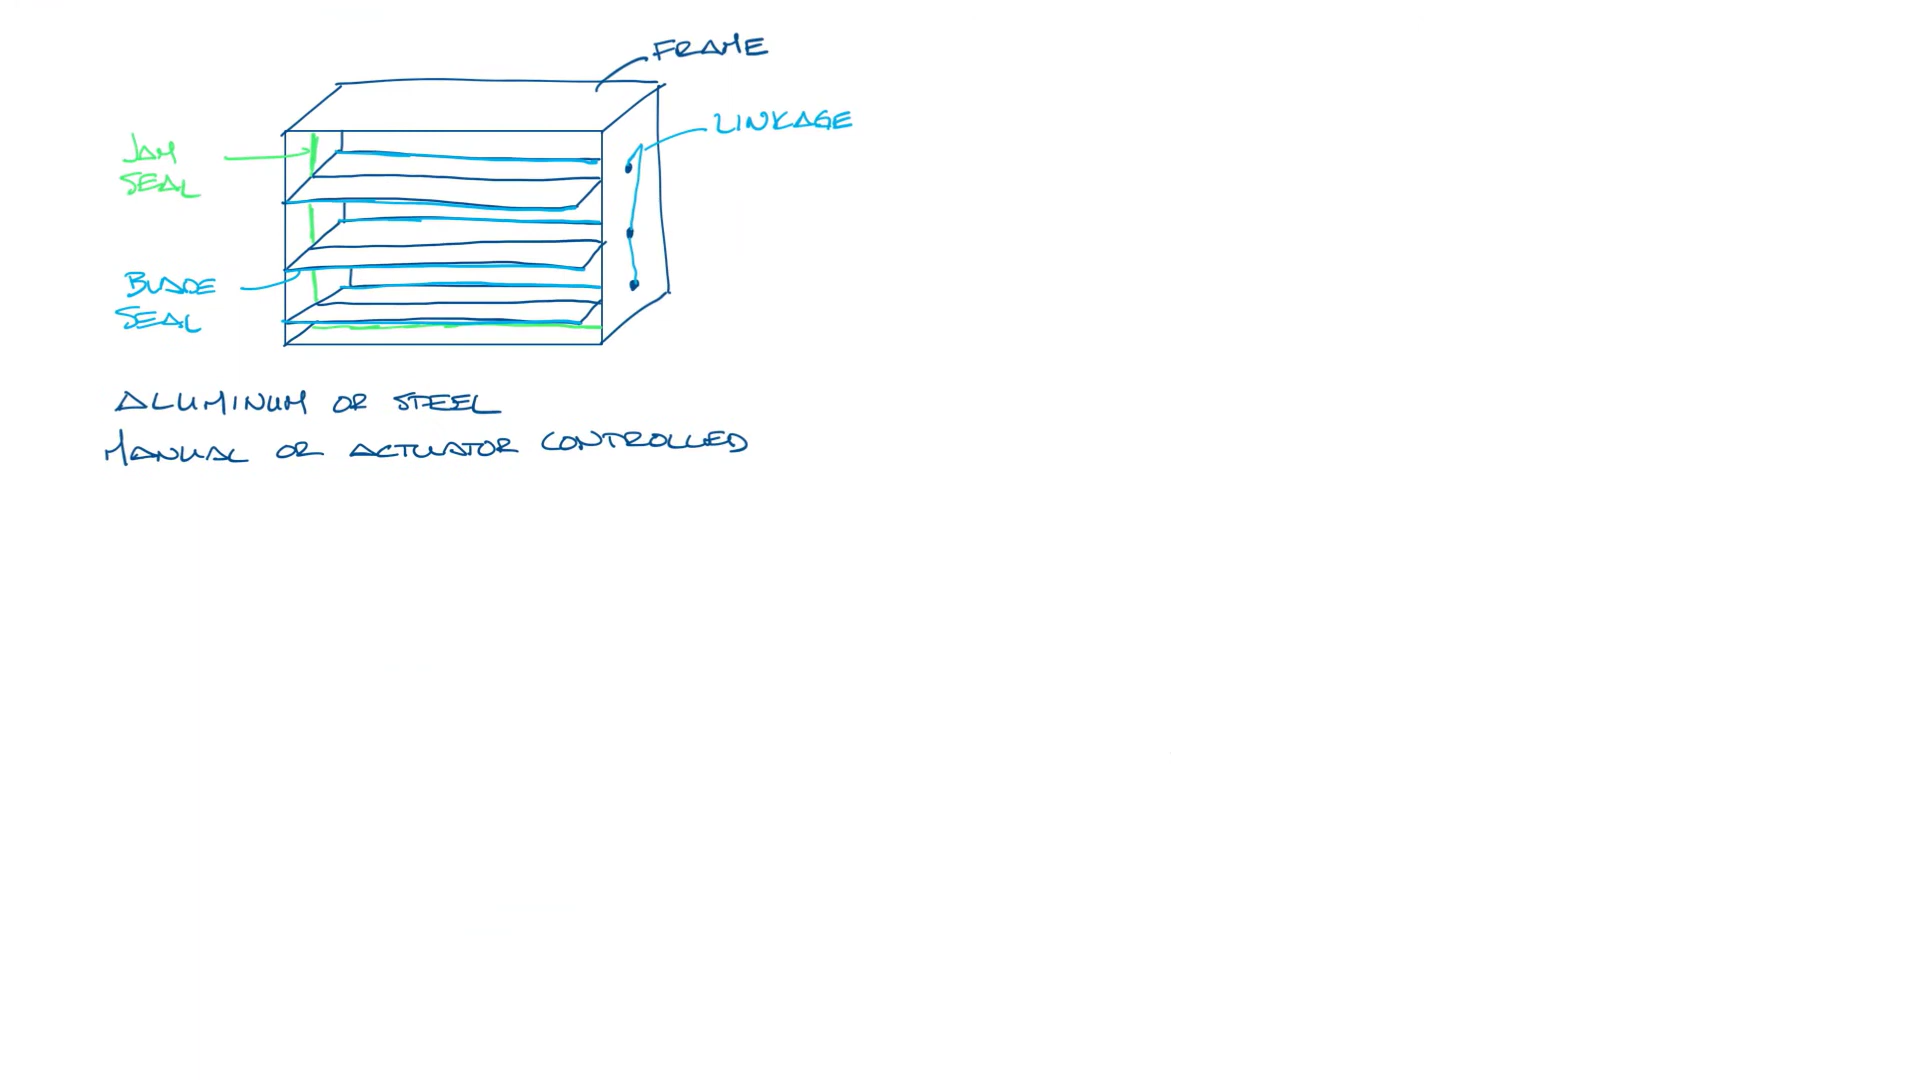 FRAME
LINKAGE
JAM
SEAL
BLADE
SEAL
ALUMINUM OR STEEL
MANUAL OR ACTUATOR CONTROLLED